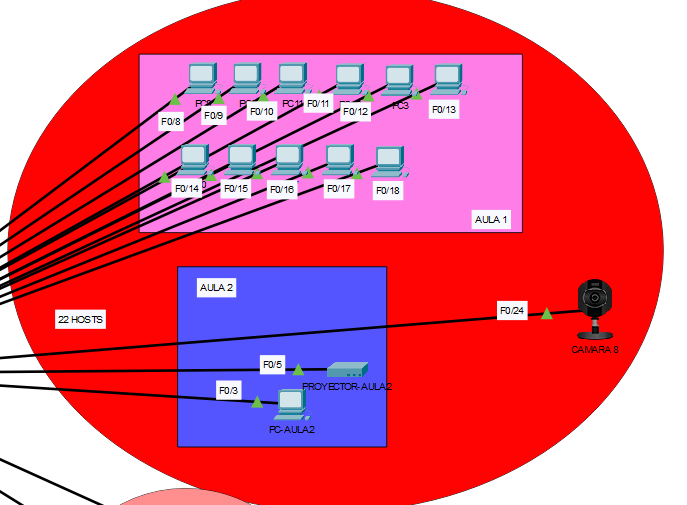 F0/8
F0/9
F0/10
F0/11
F0/12
PC3
F0/13
F0/14
F0/15
F0/16
F0/17
F0/18
AULA 1
AULA 2
22 HOSTS
F0/24
CAMARA 8
F0/5
PROYECTOR-AULA2
F0/3
PC-AULA2